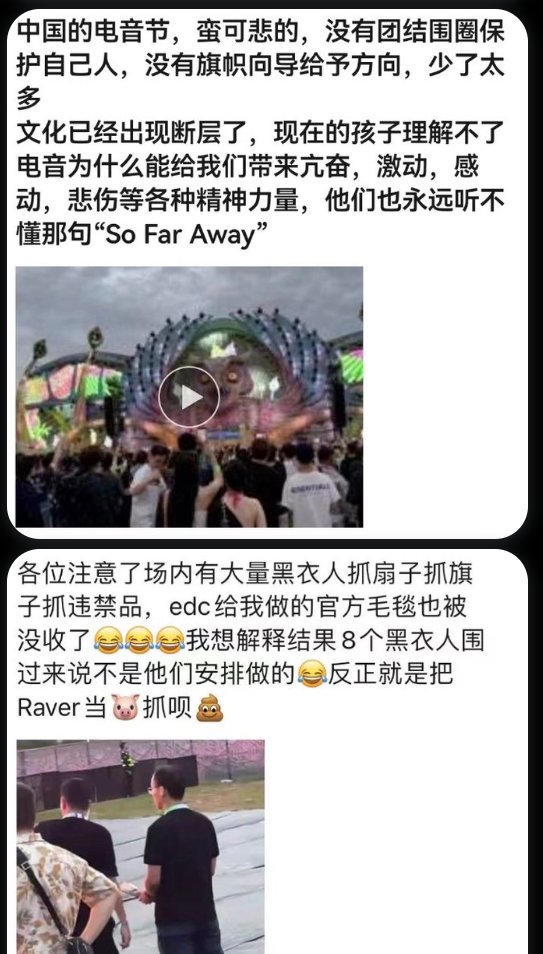 中国的电音节，蛮可悲的，没有团结围圈保
护自己人，没有旗帜向导给予方向，少了太
多
文化已经出现断层了，现在的孩子理解不了
电音为什么能给我们带来亢奋，激动，感
动，悲伤等各种精神力量，他们也永远听不
懂那句“So Far Away”
各位注意了场内有大量黑衣人抓扇子抓旗
子抓违禁品，edc给我做的官方毛毯也被
没收了😂😂😂我想解释结果8个黑衣人围
过来说不是他们安排做的😂反正就是把
Raver当🐷抓呗💩